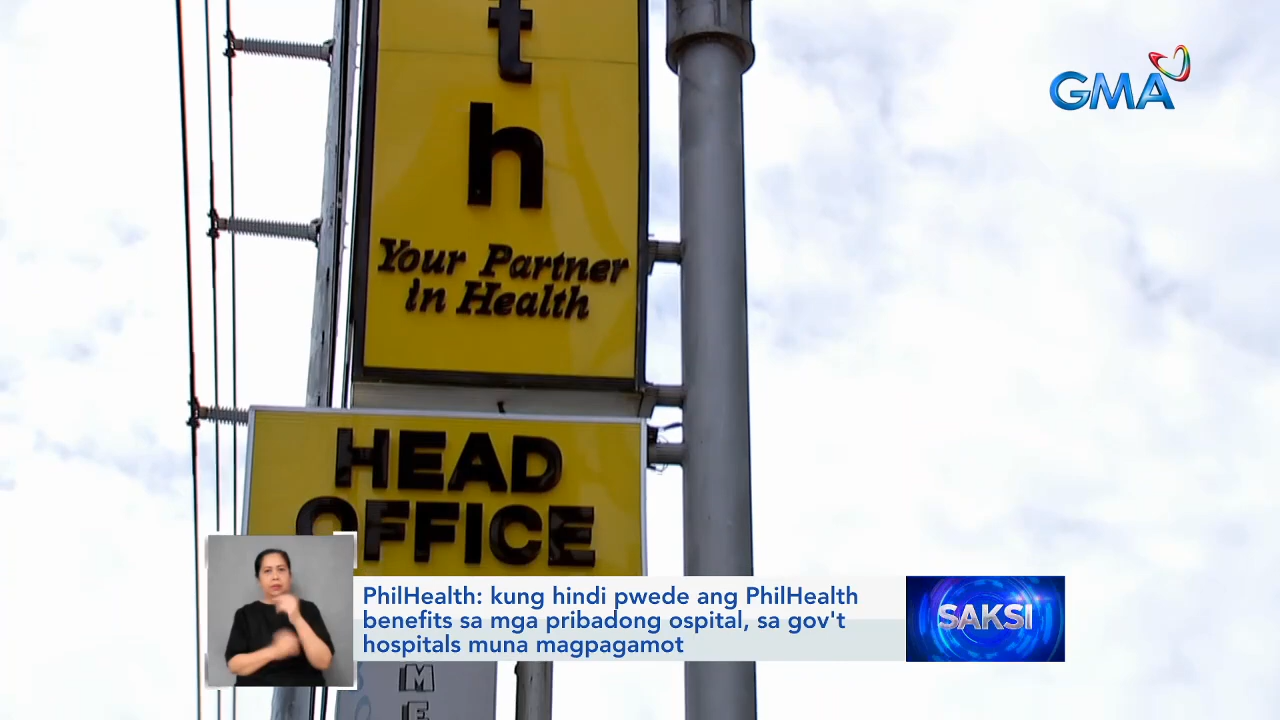 t
h
Your Partner
in Health
HEAD
OFFICE
GMA
PhilHealth: kung hindi pwede ang PhilHealth
benefits sa mga pribadong ospital, sa gov't
hospitals muna magpagamot
SAKSI
M
E